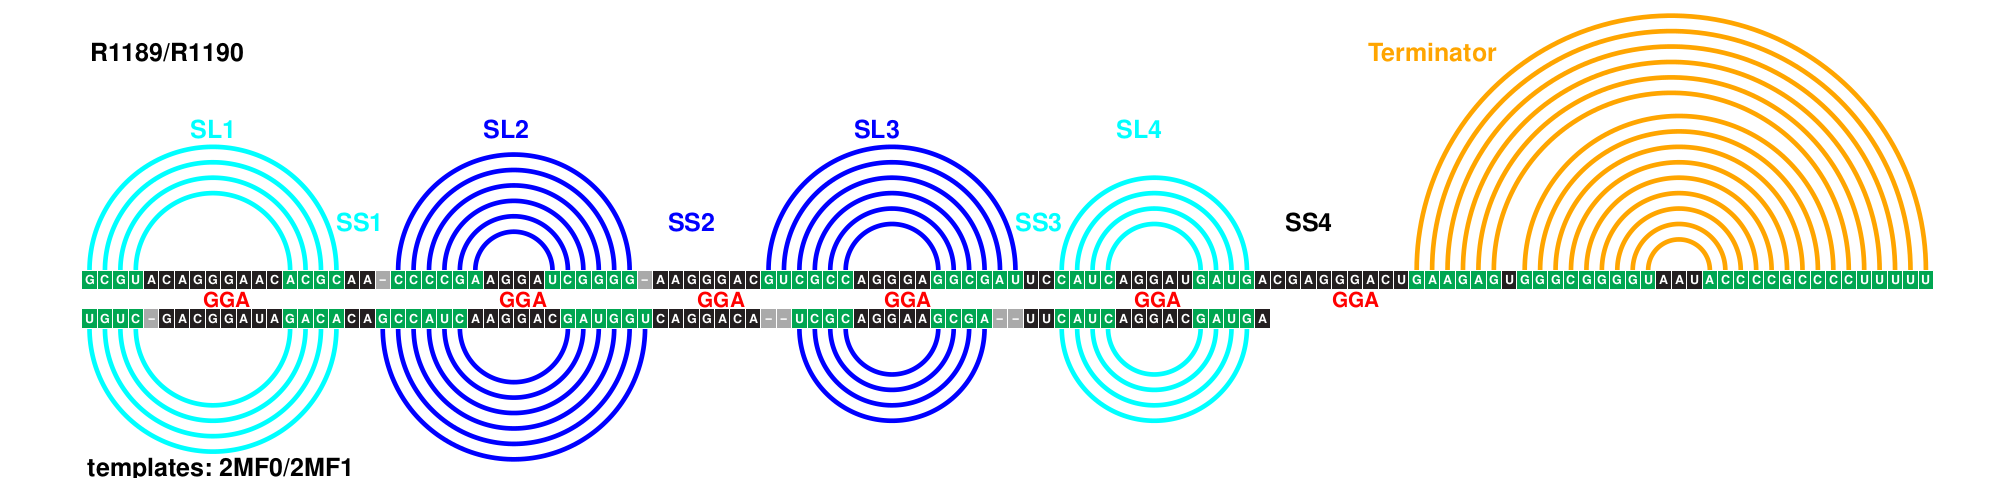 R1189/R1190
Terminator
SL1 SL2 SL3 SL4
SS1 SS2 SS3 SS4
GCGUACAGGGAACACGCAA-CCCCGAAGGAUCGGGG-AAGGGACGUCGCCAGGGAGGCGAUUCCAUCAGGAUGAUGACGAGGGACUGAAGAGUGGGCGGGGUAAUACCCCGCCCCUUUUU
GGA GGA GGA GGA GGA GGA
UGUC-GACGGAUAGACACAGCCAUCAAGGACGAUGGUCAGGACA--UCGCAGGAAGCGA--UUCAUCAGGACGAUGA
templates: 2MF0/2MF1